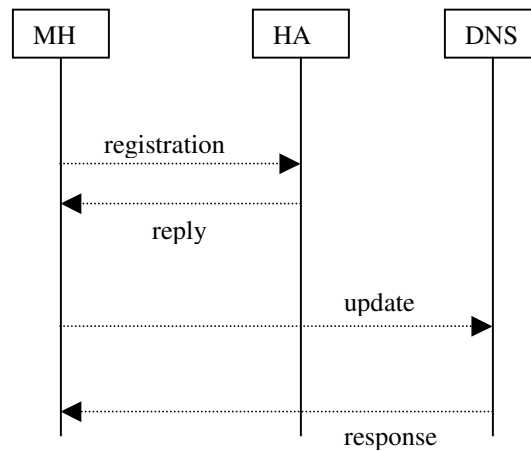 MH
HA
DNS
registration
reply
update
response